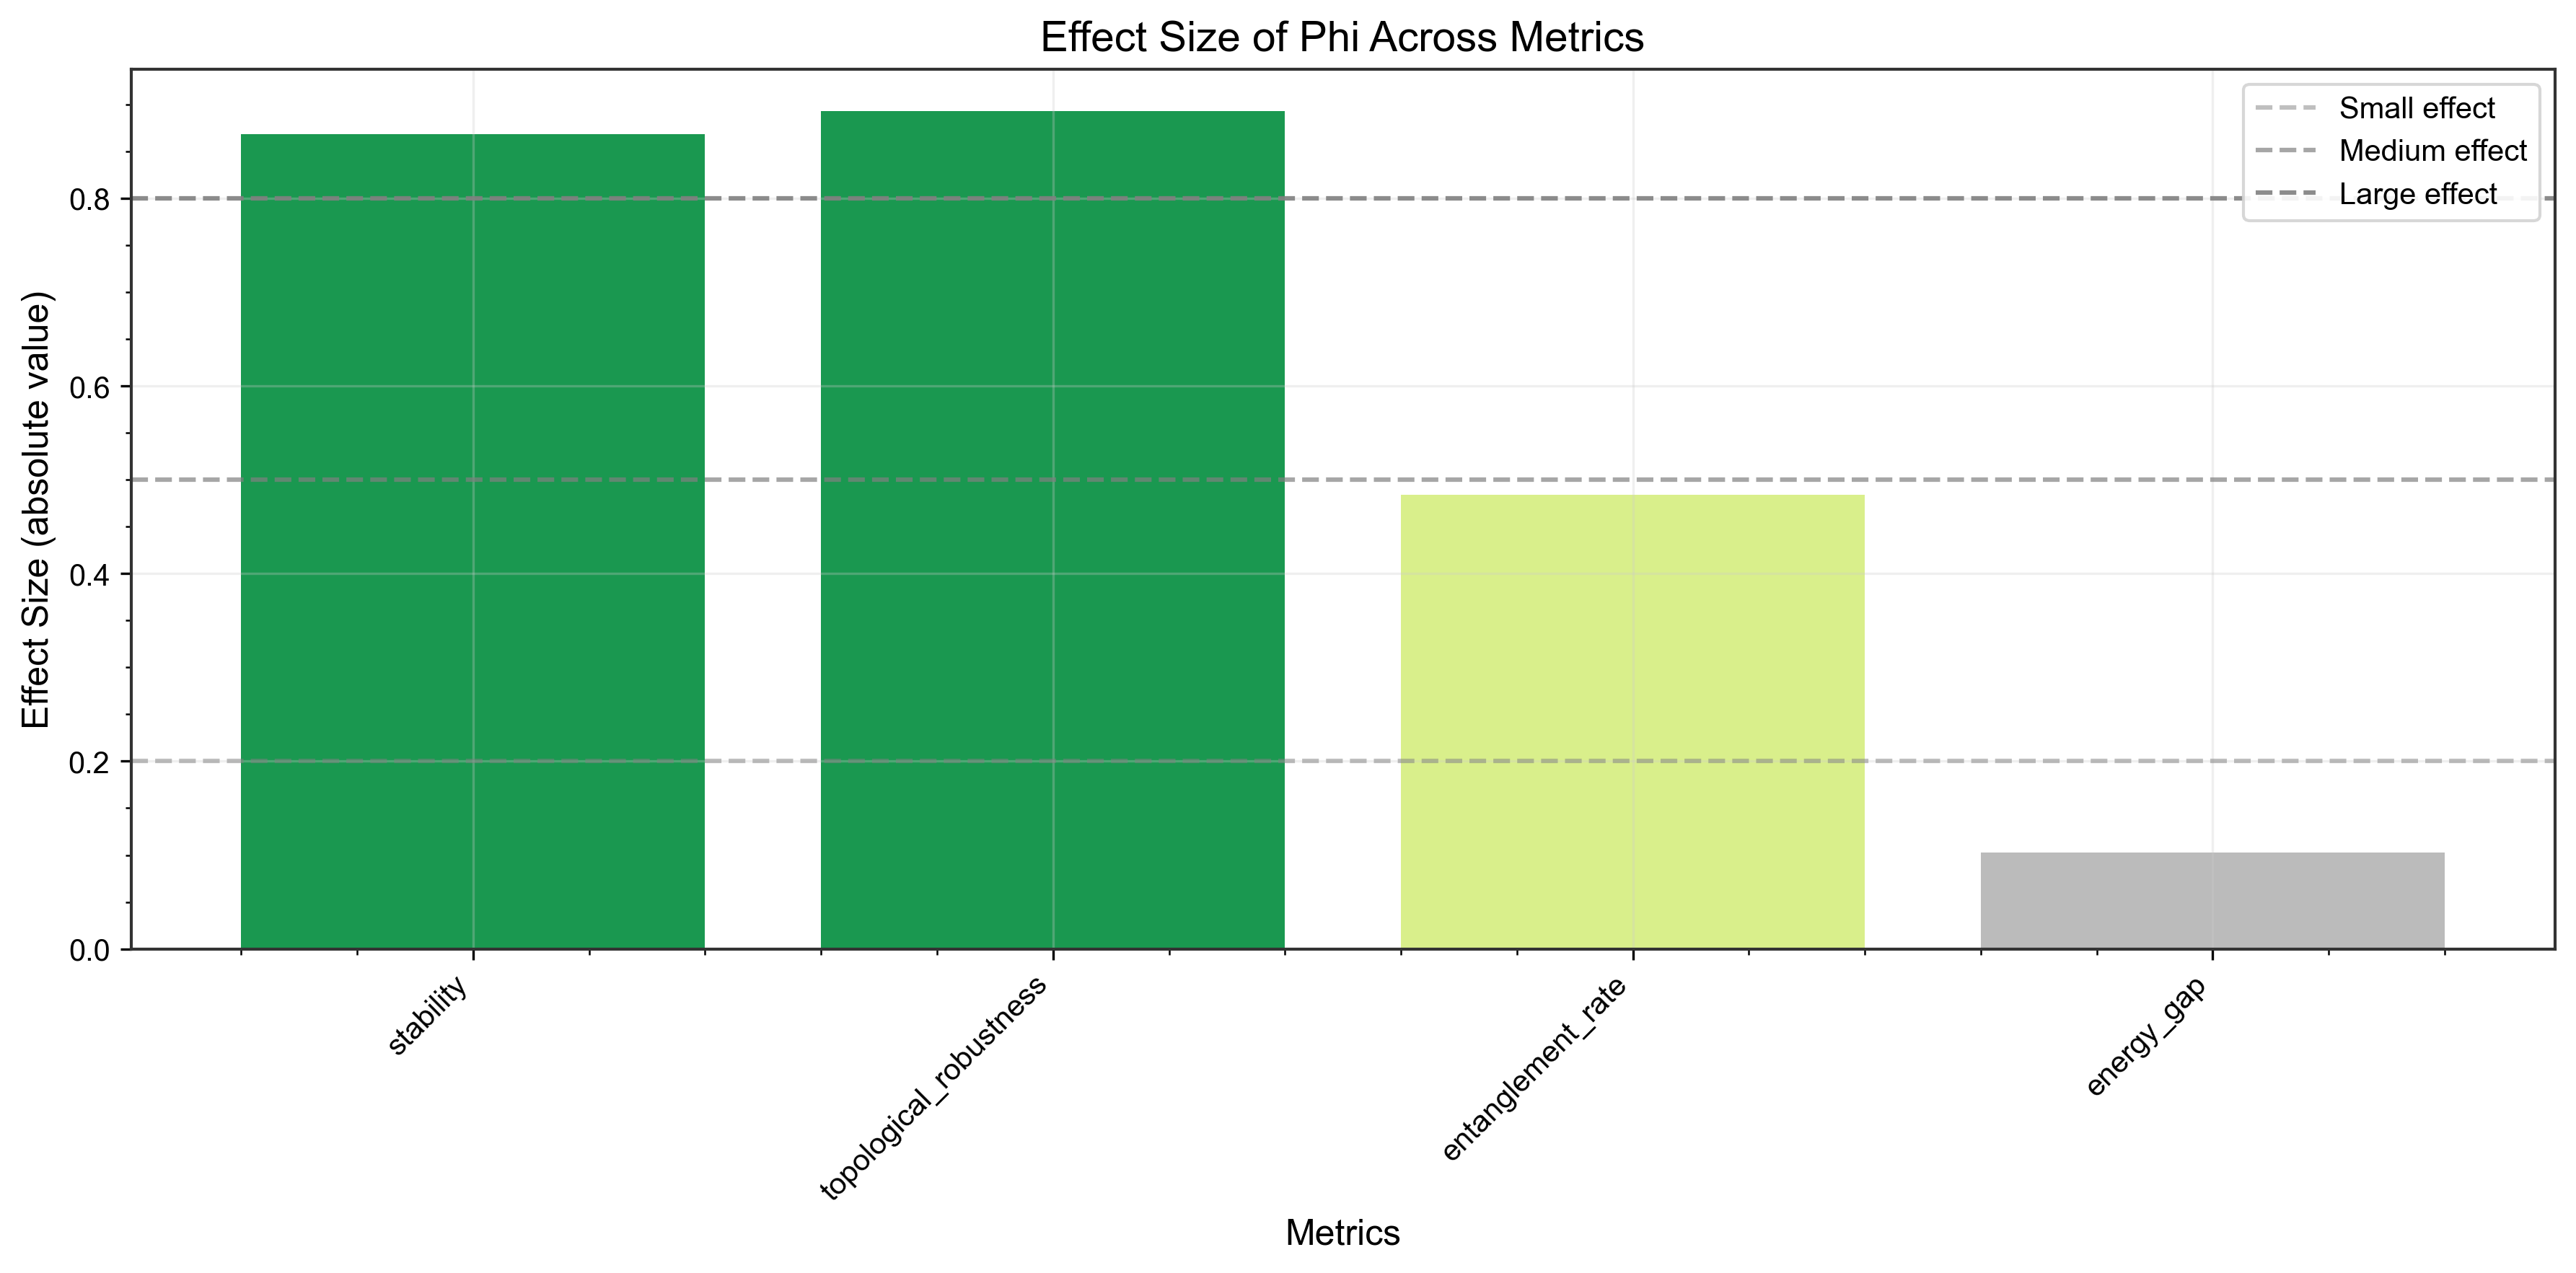 Effect Size of Phi Across Metrics
Small effect
Medium effect
Large effect
Effect Size (absolute value)
0.8
0.6
0.4
0.2
0.0
stability
topological_robustness
entanglement_rate
energy_gap
Metrics